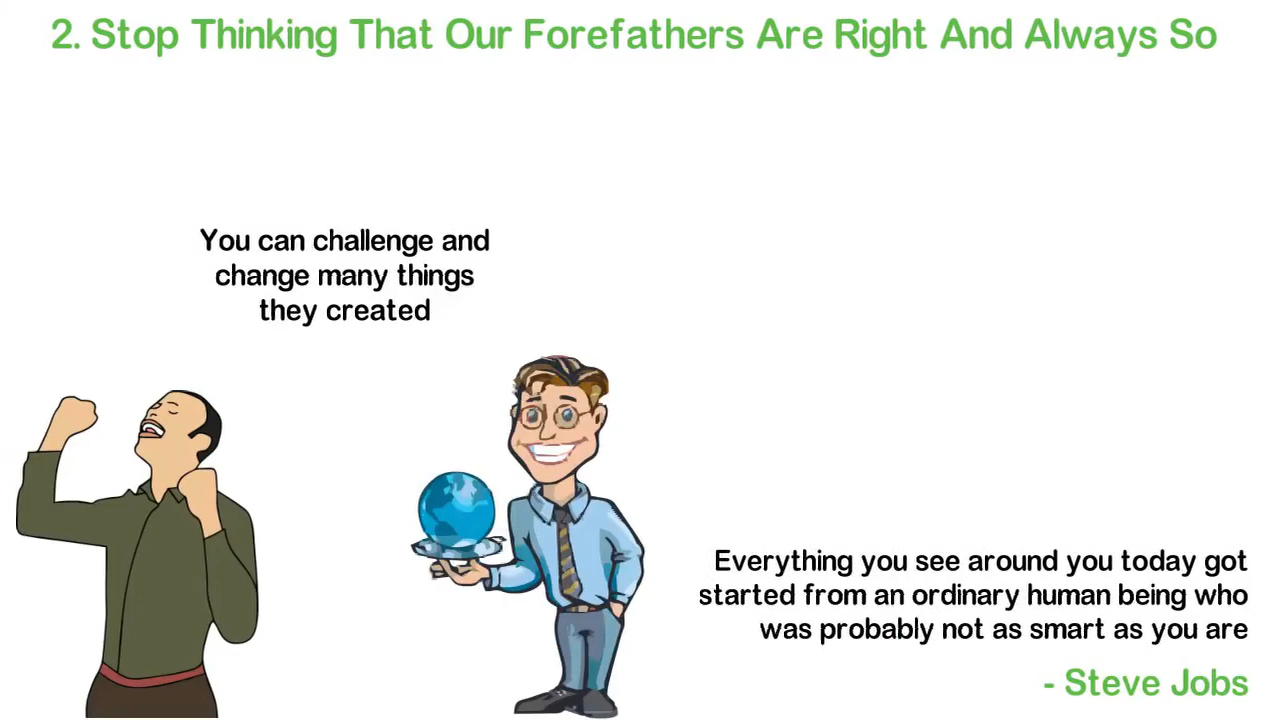 2. Stop Thinking That Our Forefathers Are Right And Always So
You can challenge and
change many things
they created
Everything you see around you today got
started from an ordinary human being who
was probably not as smart as you are
- Steve Jobs